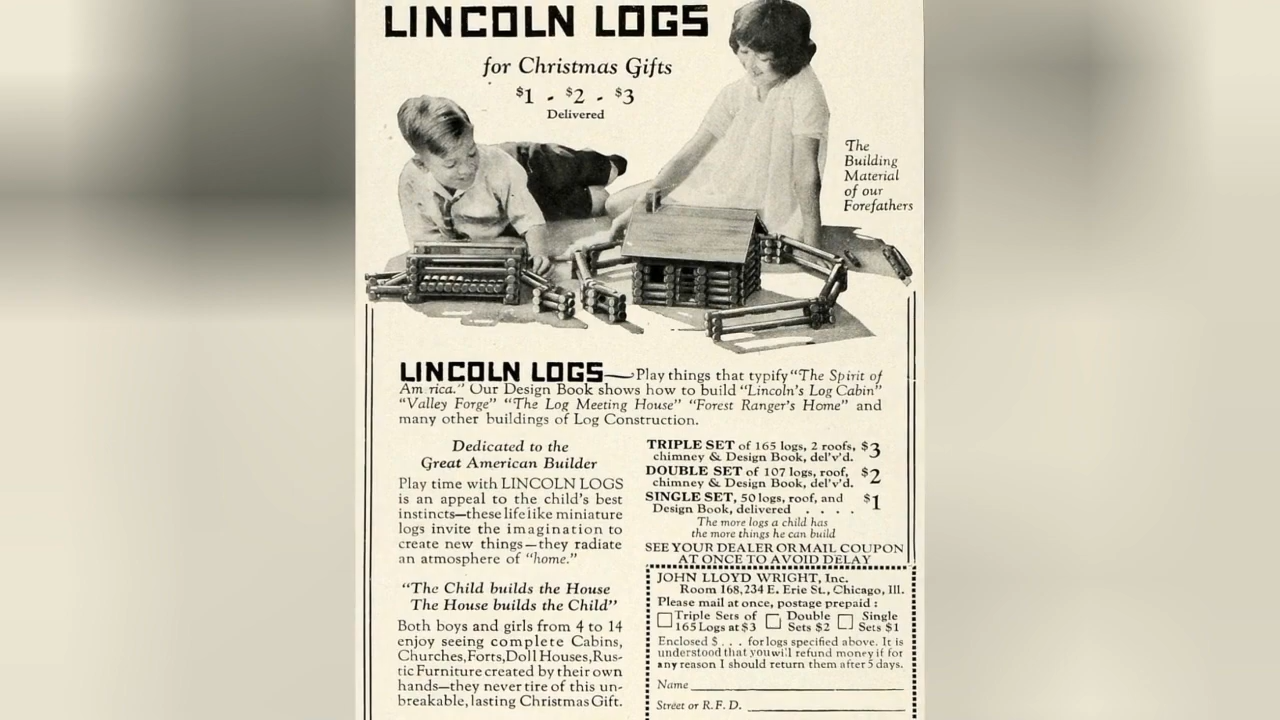 LINCOLN LOGS
for Christmas Gifts
$1 - $2 - $3
Delivered
The
Building
Material
of our
Forefathers
LINCOLN LOGS—Play things that typify "The Spirit of
Am rica." Our Design Book shows how to build "Lincoln's Log Cabin"
"Valley Forge" "The Log Meeting House" "Forest Ranger's Home" and
many other buildings of Log Construction.
Dedicated to the
Great American Builder
Play time with LINCOLN LOGS
is an appeal to the child's best
instincts—these lifelike miniature
logs invite the imagination to
create new things—they radiate
an atmosphere of "home."
"The Child builds the House
The House builds the Child"
Both boys and girls from 4 to 14
enjoy seeing complete Cabins,
Churches, Forts, Doll Houses, Rus-
tic Furniture created by their own
hands—they never tire of this un-
breakable, lasting Christmas Gift.
TRIPLE SET of 165 logs, 2 roofs, $3
chimney & Design Book, del'v'd.
DOUBLE SET of 107 logs, roof, $2
chimney & Design Book, del'v'd.
SINGLE SET, 50 logs, roof, and $1
Design Book, delivered . . . .
The more logs a child has
the more things he can build
SEE YOUR DEALER OR MAIL COUPON
AT ONCE TO AVOID DELAY
JOHN LLOYD WRIGHT, Inc.
Room 168, 234 E. Erie St., Chicago, Ill.
Please mail at once, postage prepaid :
Triple Sets of Double Single
165 Logs at $3 Sets $2 Sets $1
Enclosed $ . . . for logs specified above. It is
understood that you will refund money if for
any reason I should return them after 5 days.
Name
Street or R. F. D.